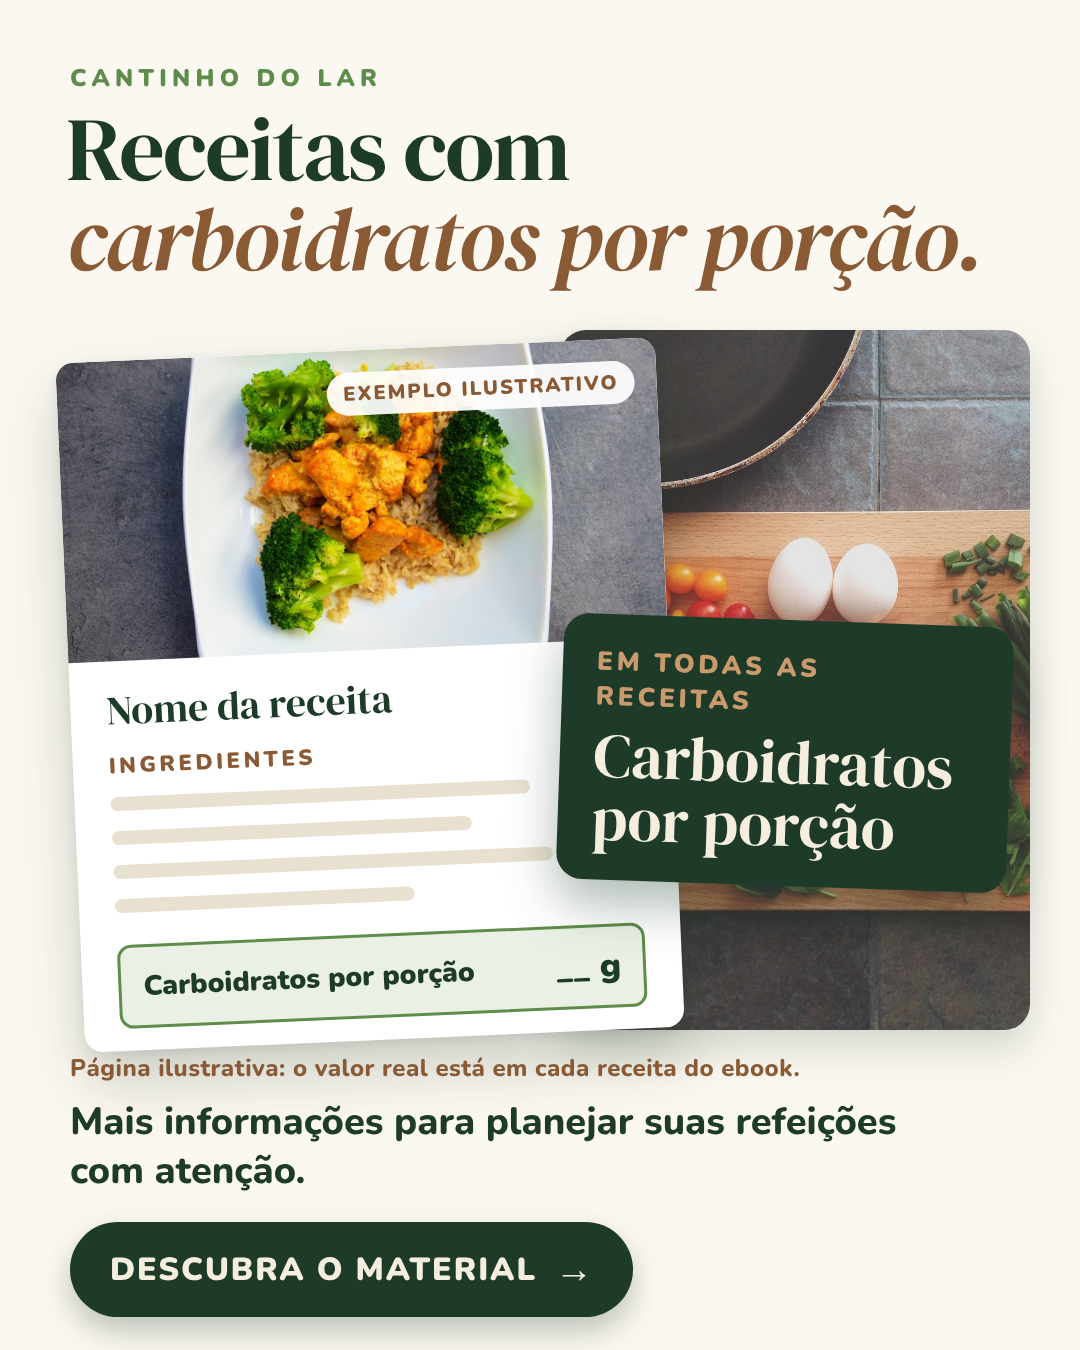 CANTINHO DO LAR
Receitas com
carboidratos por porção.
EXEMPLO ILUSTRATIVO
Nome da receita
INGREDIENTES
Carboidratos por porção __ g
EM TODAS AS
RECEITAS
Carboidratos
por porção
Página ilustrativa: o valor real está em cada receita do ebook.
Mais informações para planejar suas refeições
com atenção.
DESCUBRA O MATERIAL →